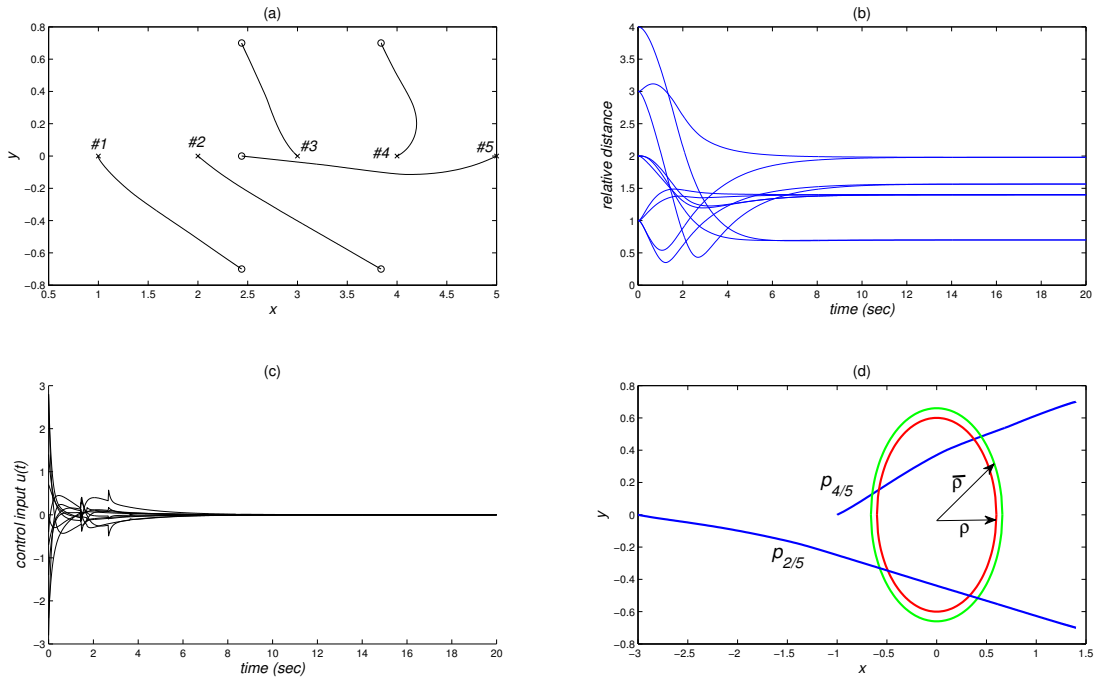 (a)
0.8
0.6
0.4
0.2
0
−0.2
−0.4
−0.6
−0.8
y
#1
#2
#3
#4
#5
0.5 1 1.5 2 2.5 3 3.5 4 4.5 5
x
(b)
4
3.5
3
2.5
2
1.5
1
0.5
0
relative distance
0 2 4 6 8 10 12 14 16 18 20
time (sec)
(c)
3
2
1
0
−1
−2
−3
control input u(t)
0 2 4 6 8 10 12 14 16 18 20
time (sec)
(d)
0.8
0.6
0.4
0.2
0
−0.2
−0.4
−0.6
−0.8
y
p4/5
p2/5
ρ̅
ρ
−3 −2.5 −2 −1.5 −1 −0.5 0 0.5 1 1.5
x